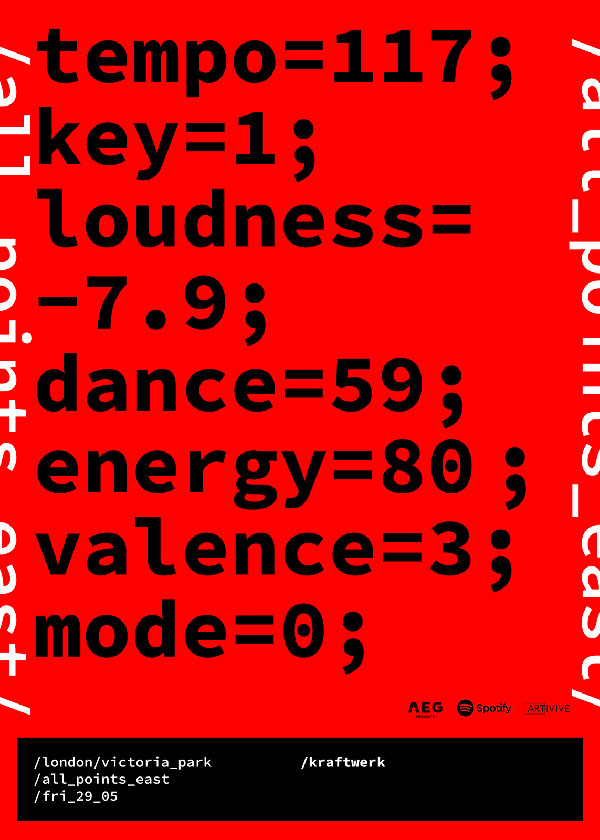 tempo=117;
key=1;
loudness=
-7.9;
dance=59;
energy=80;
valence=3;
mode=0;
/all_points_east/
/all_points_east/
AEG
Spotify
ARTIVIVE
/london/victoria_park
/all_points_east
/fri_29_05
/kraftwerk